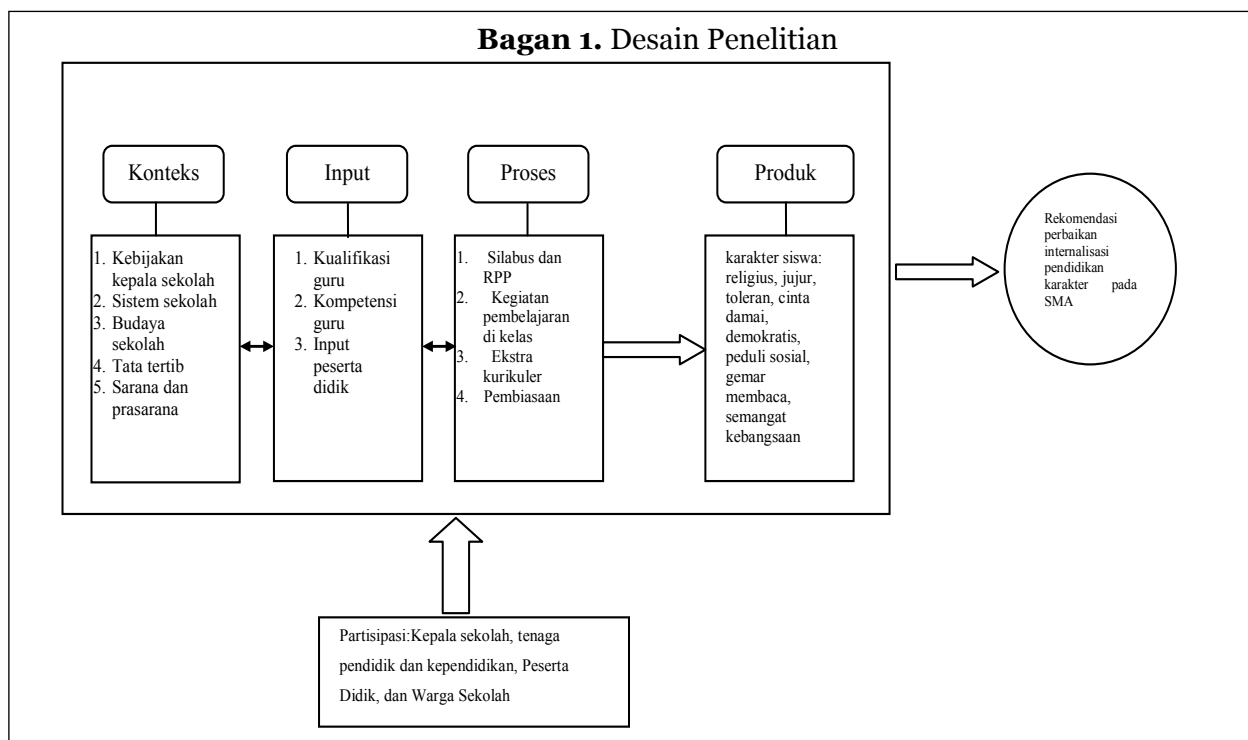 Bagan 1. Desain Penelitian
Konteks
Input
Proses
Produk
1. Kebijakan
kepala sekolah
2. Sistem sekolah
3. Budaya
sekolah
4. Tata tertib
5. Sarana dan
prasarana
1. Kualifikasi
guru
2. Kompetensi
guru
3. Input
peserta
didik
1. Silabus dan
RPP
2. Kegiatan
pembelajaran
di kelas
3. Ekstra
kurikuler
4. Pembiasaan
karakter siswa:
religius, jujur,
toleran, cinta
damai,
demokratis,
peduli sosial,
gemar
membaca,
semangat
kebangsaan
Rekomendasi
perbaikan
internalisasi
pendidikan
karakter pada
SMA
Partisipasi:Kepala sekolah, tenaga
pendidik dan kependidikan, Peserta
Didik, dan Warga Sekolah